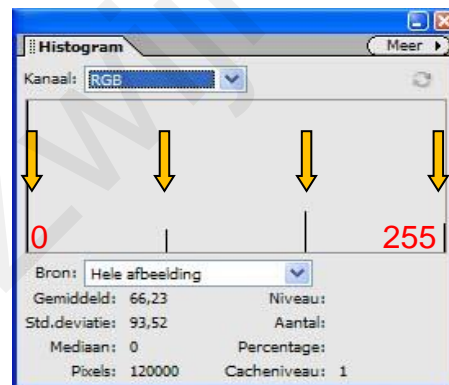 Histogram
Meer
Kanaal: RGB
0 255
Bron: Hele afbeelding
Gemiddeld: 66,23 Niveau:
Std.deviatie: 93,52 Aantal:
Mediaan: 0 Percentage:
Pixels: 120000 Cacheniveau: 1